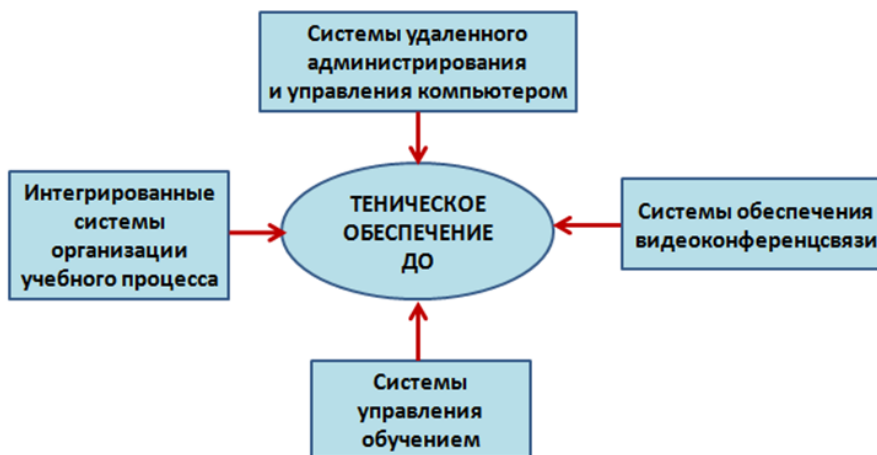 Системы удаленного
администрирования
и управления компьютером
Интегрированные
системы
организации
учебного процесса
ТЕНИЧЕСКОЕ
ОБЕСПЕЧЕНИЕ
ДО
Системы обеспечения
видеоконференцсвязи
Системы
управления
обучением